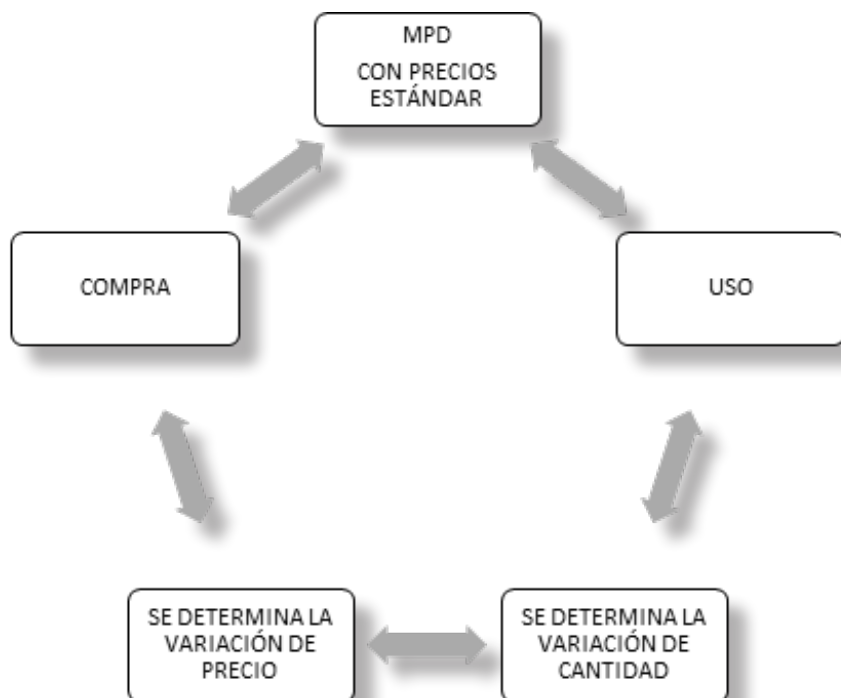 MPD
CON PRECIOS
ESTÁNDAR
COMPRA
USO
SE DETERMINA LA
VARIACIÓN DE
PRECIO
SE DETERMINA LA
VARIACIÓN DE
CANTIDAD